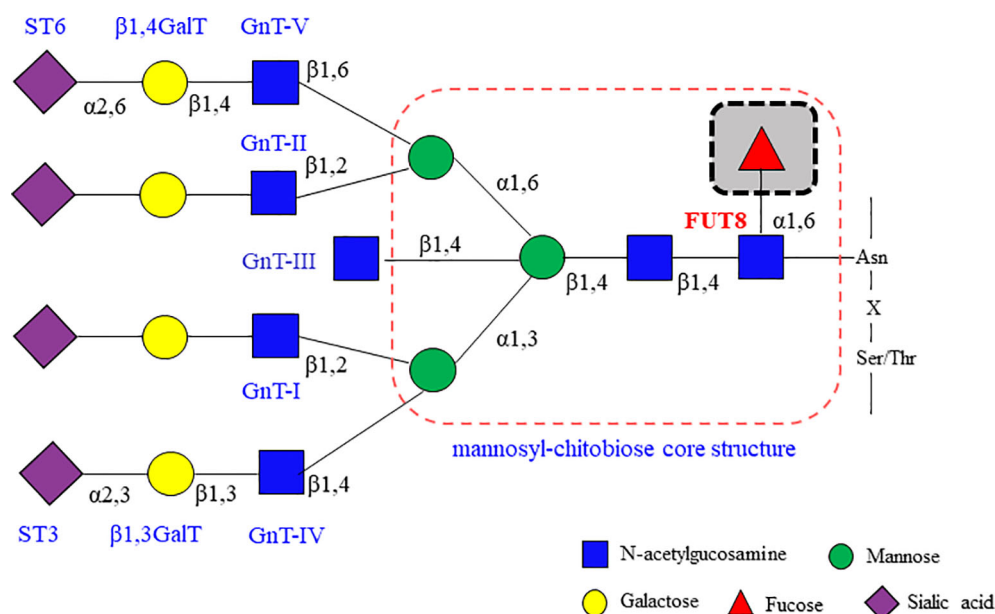 ST6 β1,4GalT GnT-V
β1,6
α2,6 β1,4
GnT-II
β1,2
α1,6
FUT8 α1,6
GnT-III β1,4
β1,4 β1,4 Asn
X
α1,3
Ser/Thr
β1,2
GnT-I
mannosyl-chitobiose core structure
α2,3 β1,3 β1,4
ST3 β1,3GalT GnT-IV
N-acetylgucosamine Mannose
Galactose Fucose Sialic acid